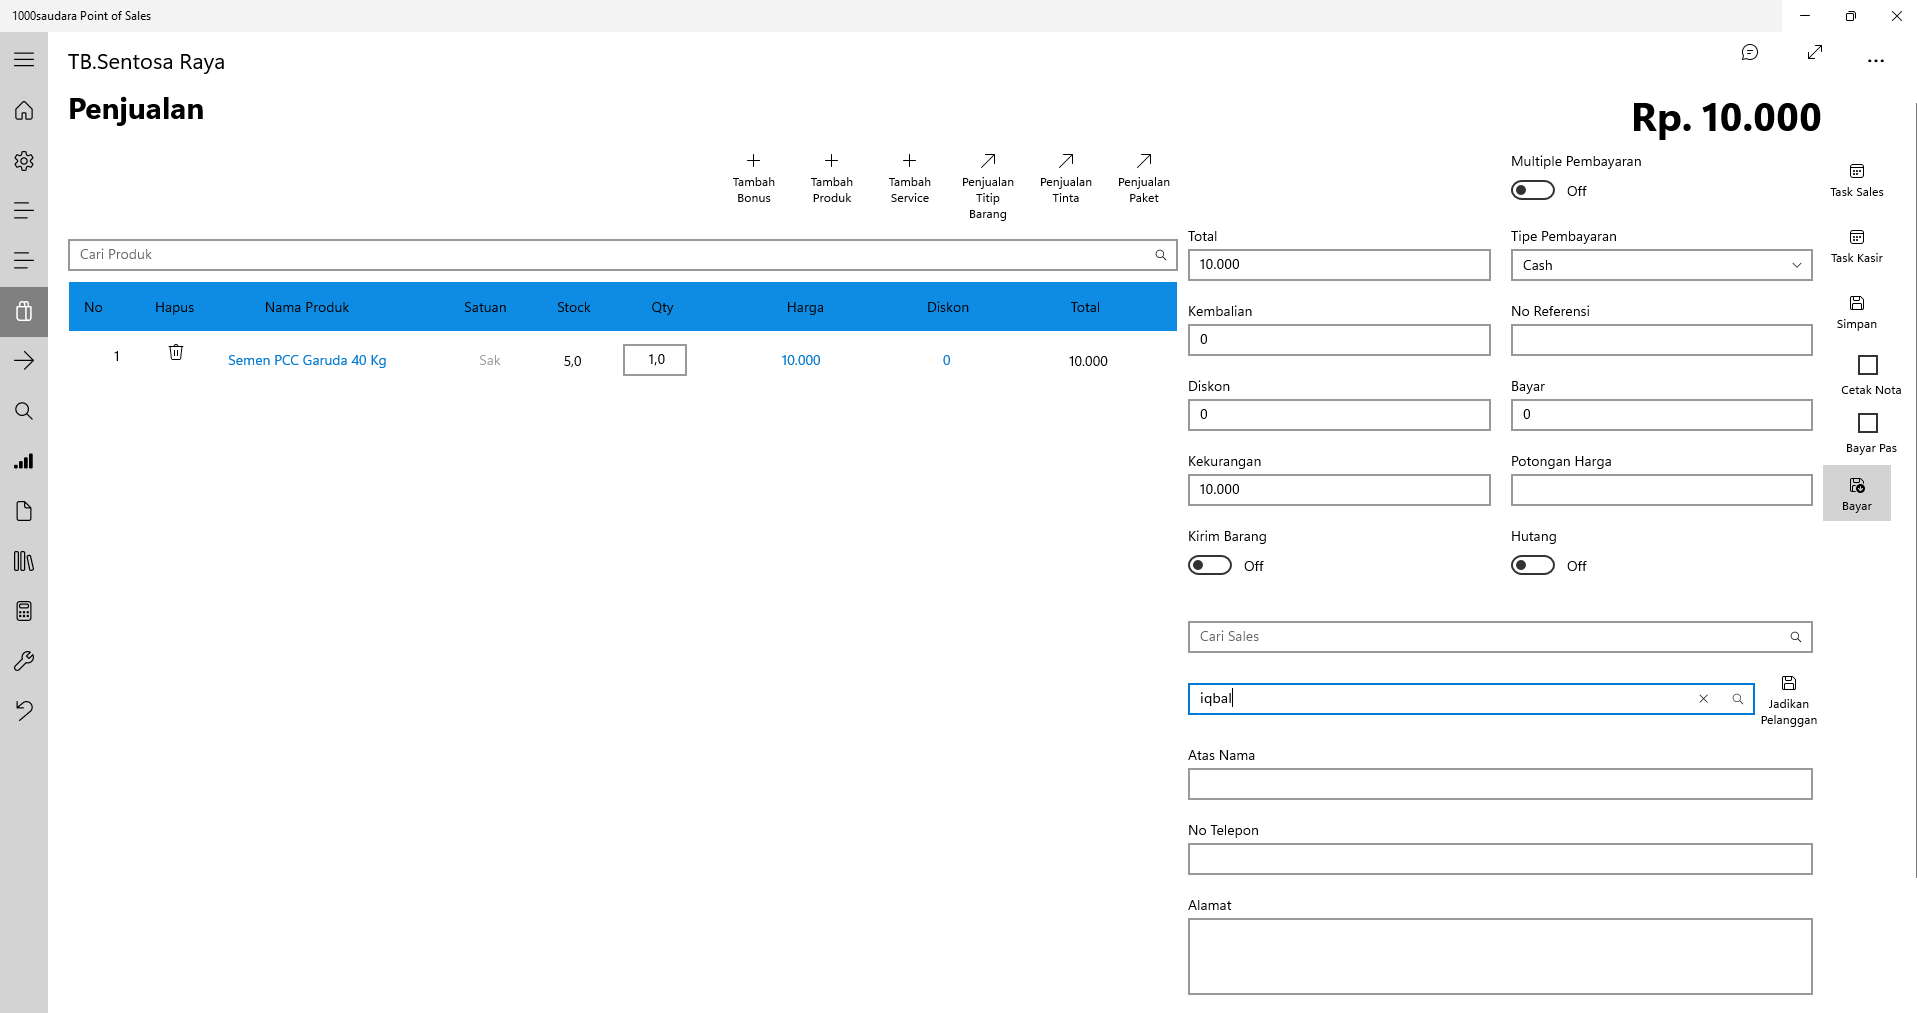 1000saudara Point of Sales
TB.Sentosa Raya
Penjualan
Rp. 10.000
Tambah
Bonus
Tambah
Produk
Tambah
Service
Penjualan
Titip
Barang
Penjualan
Tinta
Penjualan
Paket
Multiple Pembayaran
Off
Task Sales
Cari Produk
Total
10.000
Tipe Pembayaran
Cash
Task Kasir
No Hapus Nama Produk Satuan Stock Qty Harga Diskon Total
1 Semen PCC Garuda 40 Kg Sak 5,0 1,0 10.000 0 10.000
Kembalian
0
No Referensi
Simpan
Cetak Nota
Diskon
0
Bayar
0
Bayar Pas
Kekurangan
10.000
Potongan Harga
Bayar
Kirim Barang
Off
Hutang
Off
Cari Sales
iqbal
Jadikan
Pelanggan
Atas Nama
No Telepon
Alamat